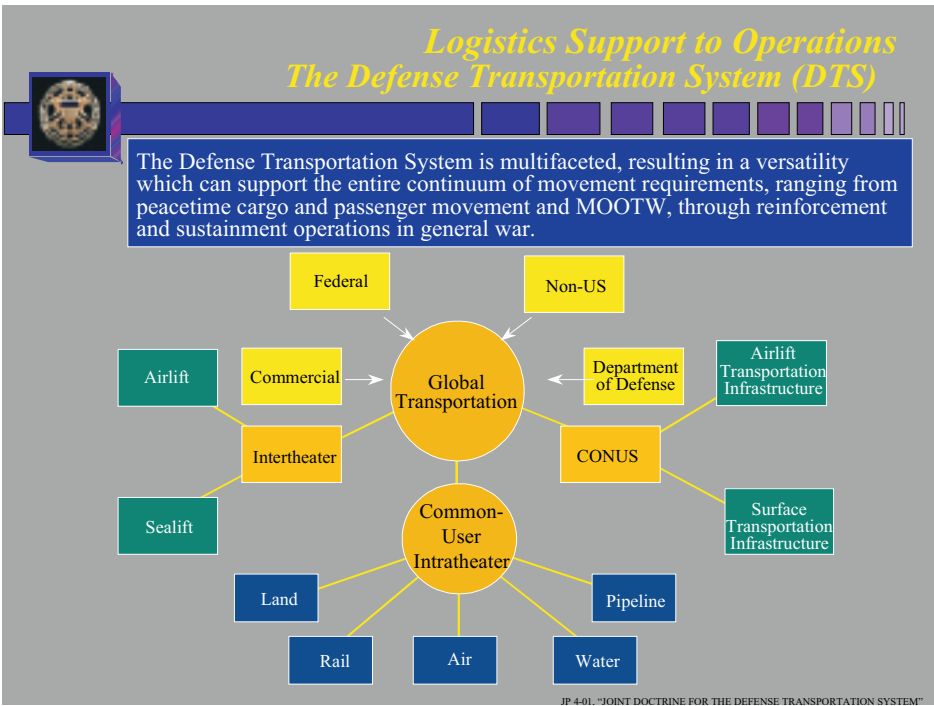 Logistics Support to Operations
The Defense Transportation System (DTS)
The Defense Transportation System is multifaceted, resulting in a versatility
which can support the entire continuum of movement requirements, ranging from
peacetime cargo and passenger movement and MOOTW, through reinforcement
and sustainment operations in general war.
Federal
Non-US
Airlift
Commercial
Global
Transportation
Department
of Defense
Airlift
Transportation
Infrastructure
Intertheater
CONUS
Sealift
Common-
User
Intratheater
Surface
Transportation
Infrastructure
Land
Pipeline
Rail
Air
Water
JP 4-01, "JOINT DOCTRINE FOR THE DEFENSE TRANSPORTATION SYSTEM"